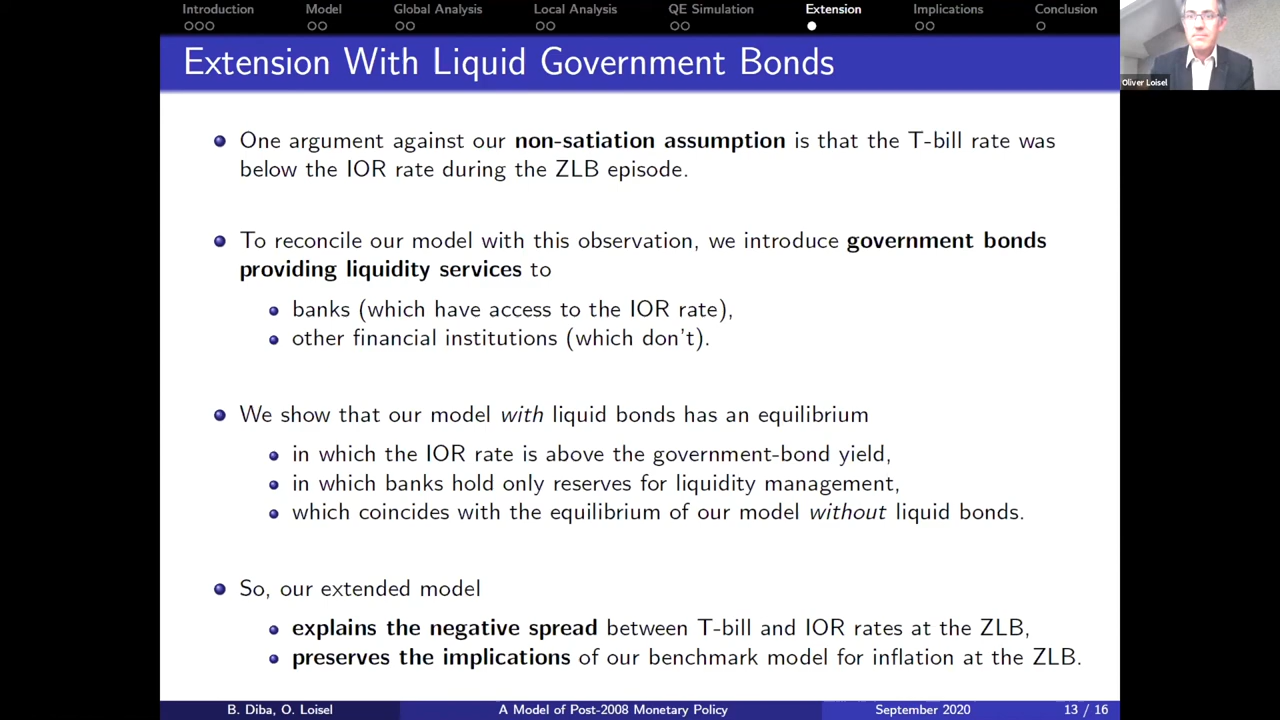 Introduction Model Global Analysis Local Analysis QE Simulation Extension Implications Conclusion
Extension With Liquid Government Bonds
Oliver Loisel
One argument against our non-satiation assumption is that the T-bill rate was
below the IOR rate during the ZLB episode.
To reconcile our model with this observation, we introduce government bonds
providing liquidity services to
banks (which have access to the IOR rate),
other financial institutions (which don't).
We show that our model with liquid bonds has an equilibrium
in which the IOR rate is above the government-bond yield,
in which banks hold only reserves for liquidity management,
which coincides with the equilibrium of our model without liquid bonds.
So, our extended model
explains the negative spread between T-bill and IOR rates at the ZLB,
preserves the implications of our benchmark model for inflation at the ZLB.
B. Diba, O. Loisel A Model of Post-2008 Monetary Policy September 2020 13 / 16